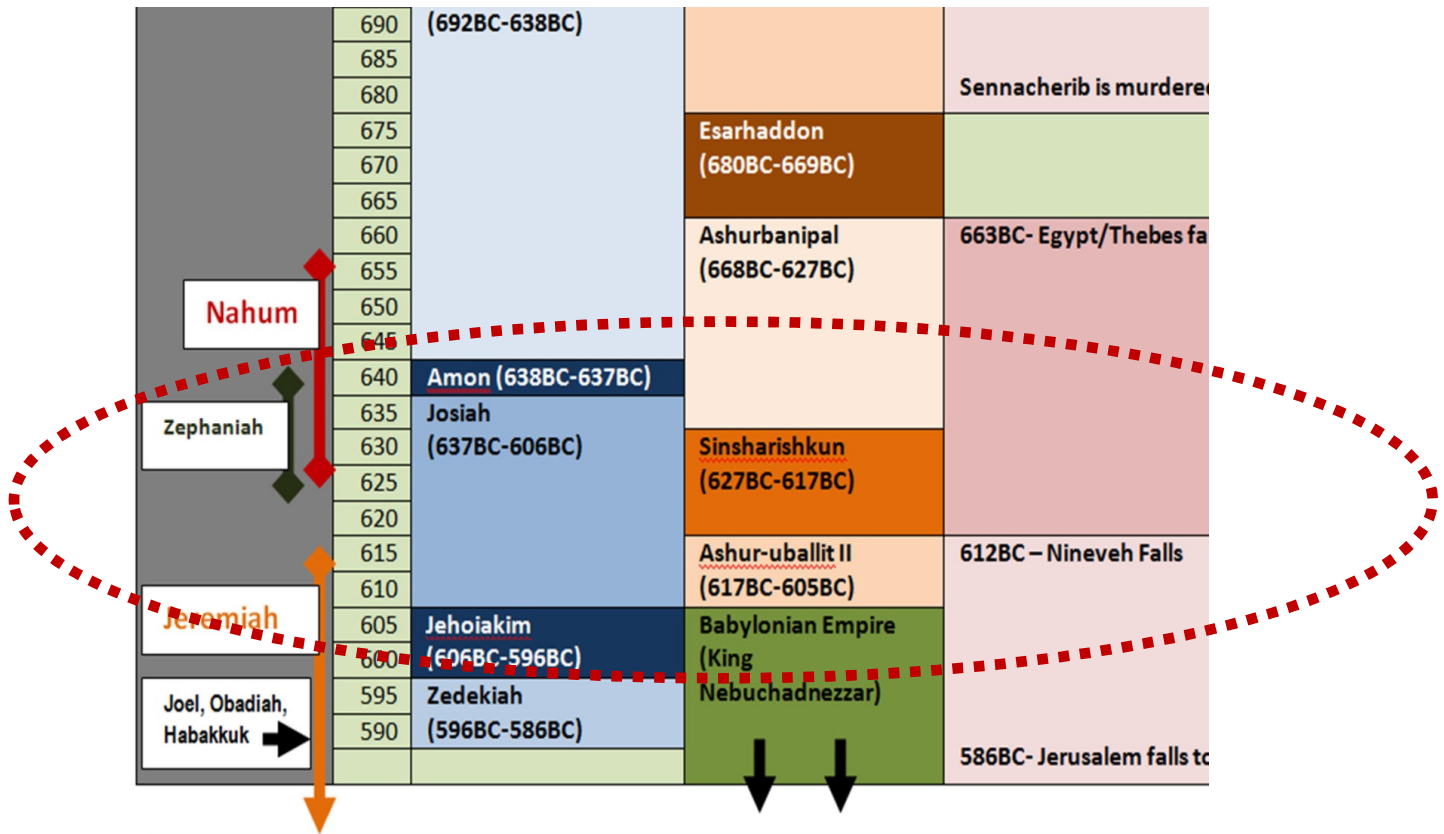 690
685
680
675
670
665
660
655
650
645
640
635
630
625
620
615
610
605
600
595
590
Nahum
Zephaniah
Jeremiah
Joel, Obadiah,
Habakkuk
(692BC-638BC)
Amon (638BC-637BC)
Josiah
(637BC-606BC)
Jehoiakim
(606BC-596BC)
Zedekiah
(596BC-586BC)
Esarhaddon
(680BC-669BC)
Ashurbanipal
(668BC-627BC)
Sinsharishkun
(627BC-617BC)
Ashur-uballit II
(617BC-605BC)
Babylonian Empire
(King
Nebuchadnezzar)
Sennacherib is murdere
663BC- Egypt/Thebes fa
612BC – Nineveh Falls
586BC- Jerusalem falls to